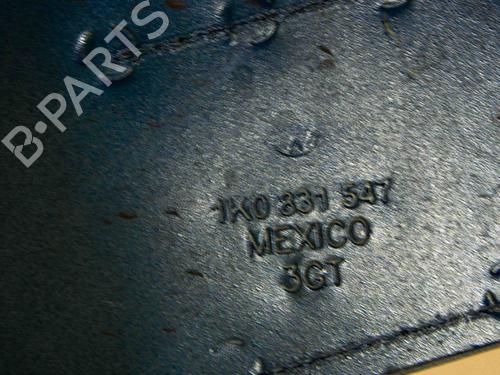 B-PARTS
1K0 831 547
MEXICO
3GT